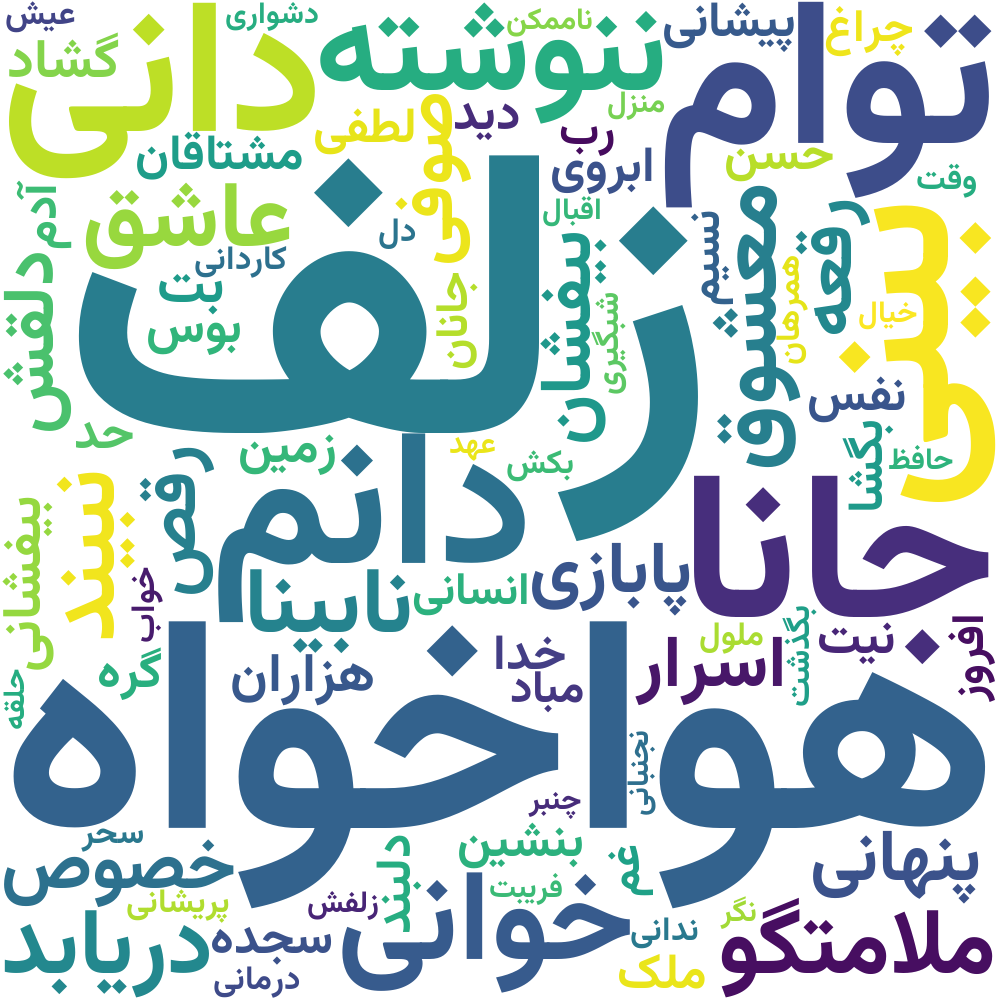 عیش
دشواری
ناممکن
پیشانی
چراغ
توام
دانی
ننوشته
گشاد
منزل
لطفی
صوفی
دید
رب
مشتاقان
ابروی
حسن
وقت
آدم
عاشق
دل
اقبال
نسیم
معشوق
رقعه
بینی
زلف
کاردانی
بت
بوس
جانان
بیفشان
شبگیری
همرهان
خیال
دلقش
نفس
حد
زمین
عهد
بکش
بگشا
حافظ
دانم
جانا
رقص
نبیند
بیفشانی
خواب
نابینا
انسانی
پابازی
ملول
بگذشت
نیت
افروز
گره
هزاران
خدا
مباد
اسرار
حلقه
هواخواه
نجنبانی
چنبر
سحر
خصوص
دلبند
بنشین
غم
پنهانی
فریبت
پریشانی
زلفش
خوانی
ندانی
نگر
ملامتگو
دریابد
سجده
درمانی
ملک